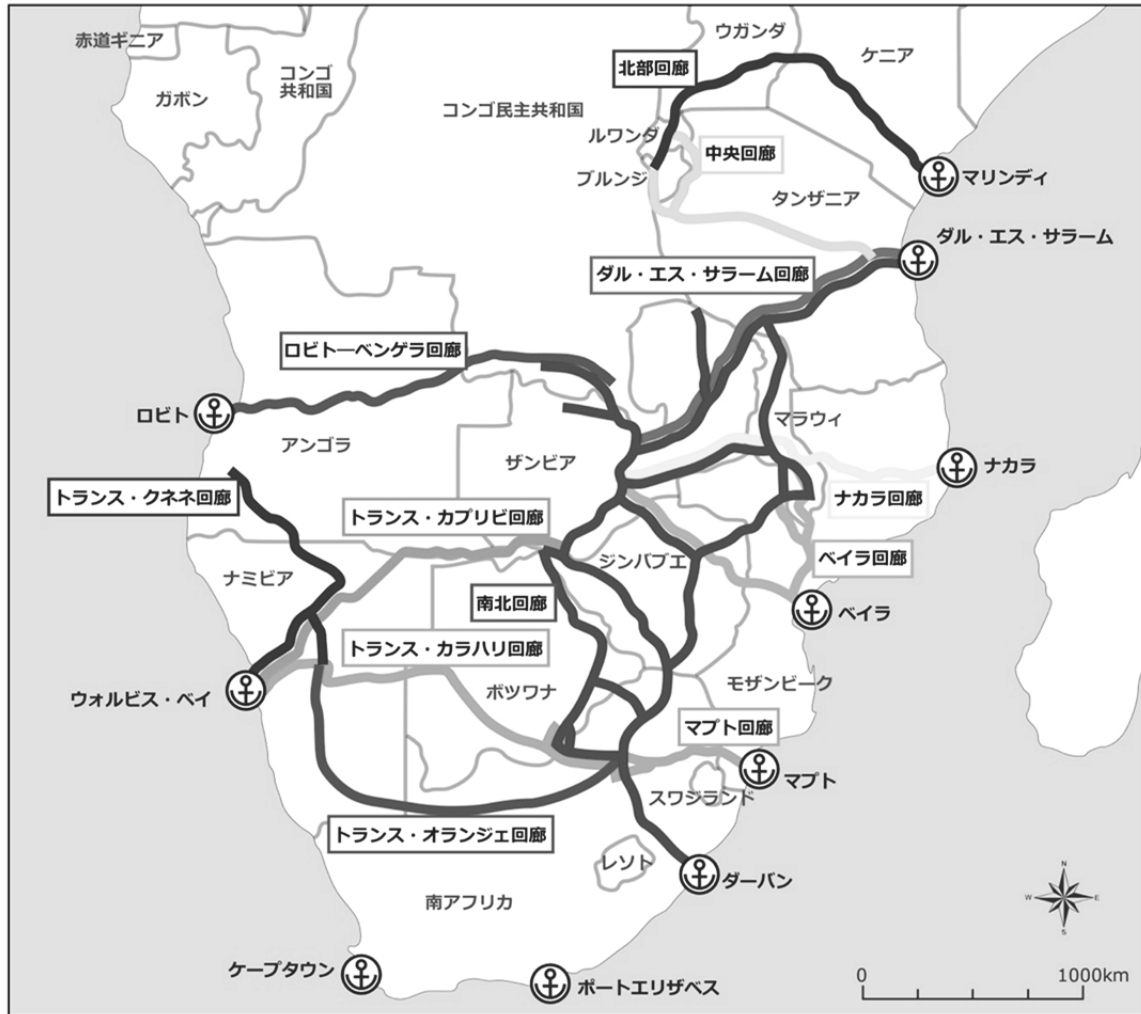 赤道ギニア
ガボン
コンゴ
共和国
コンゴ民主共和国
ウガンダ
ケニア
北部回廊
ルワンダ
中央回廊
ブルンジ
タンザニア
マリンディ
ダル・エス・サラーム
ダル・エス・サラーム回廊
ロビト―ベンゲラ回廊
ロビト
アンゴラ
ザンビア
マラウィ
ナカラ
トランス・クネネ回廊
トランス・カプリビ回廊
ナカラ回廊
ナミビア
ジンバブエ
ベイラ回廊
南北回廊
ベイラ
トランス・カラハリ回廊
ウォルビス・ベイ
ボツワナ
モザンビーク
マプト回廊
マプト
スワジランド
トランス・オランジェ回廊
レソト
ダーバン
南アフリカ
ケープタウン
ポートエリザベス
N
W
E
S
0
1000km